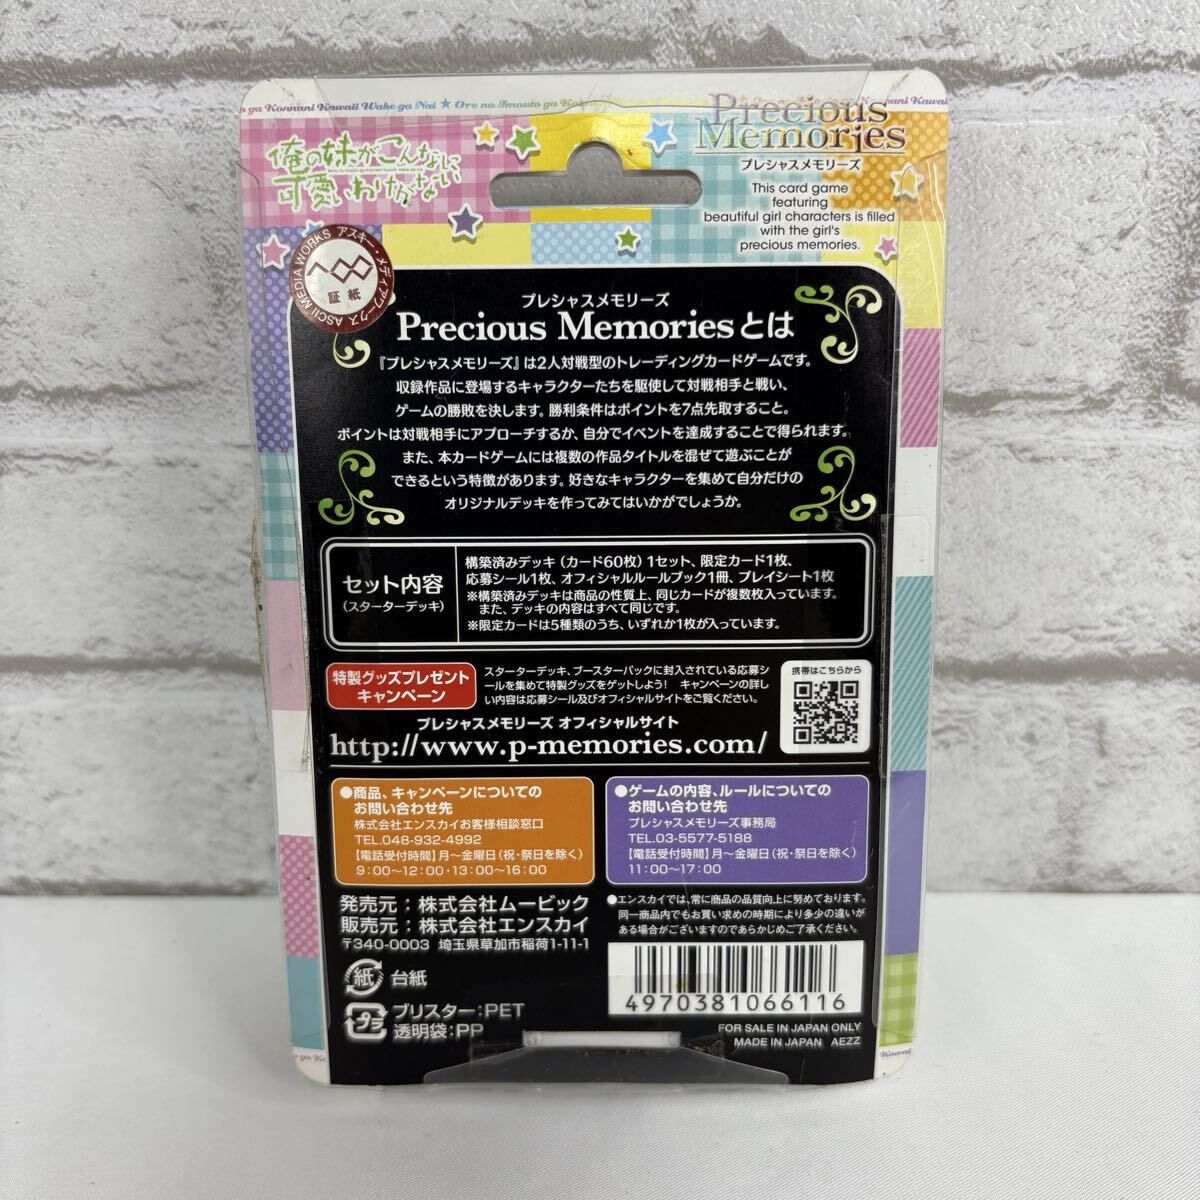 ga Konnani Kawaii Wake ga Nai ★ Ore no Imouto ga Konnani Kawaii
俺の妹がこんなに
可愛いわけがない
Precious
Memories
プレシャスメモリーズ
This card game
featuring
beautiful girl characters is filled
with the girl's
precious memories.
ASCII MEDIA WORKS アスキー・メディアワークス
証紙
プレシャスメモリーズ
Precious Memoriesとは
『プレシャスメモリーズ』は2人対戦型のトレーディングカードゲームです。
収録作品に登場するキャラクターたちを駆使して対戦相手と戦い、
ゲームの勝敗を決します。勝利条件はポイントを7点先取すること。
ポイントは対戦相手にアプローチするか、自分でイベントを達成することで得られます。
また、本カードゲームには複数の作品タイトルを混ぜて遊ぶことが
できるという特徴があります。好きなキャラクターを集めて自分だけの
オリジナルデッキを作ってみてはいかがでしょうか。
セット内容
（スターターデッキ）
構築済みデッキ（カード60枚）1セット、限定カード1枚、
応募シール1枚、オフィシャルルールブック1冊、プレイシート1枚
※構築済みデッキは商品の性質上、同じカードが複数枚入っています。
また、デッキの内容はすべて同じです。
※限定カードは5種類のうち、いずれか1枚が入っています。
特製グッズプレゼント
キャンペーン
スターターデッキ、ブースターパックに封入されている応募シ
ールを集めて特製グッズをゲットしよう！ キャンペーンの詳し
い内容は応募シール及びオフィシャルサイトをご覧ください。
携帯はこちらから
プレシャスメモリーズ オフィシャルサイト
http://www.p-memories.com/
●商品、キャンペーンについての
お問い合わせ先
株式会社エンスカイお客様相談窓口
TEL.048-932-4992
【電話受付時間】月〜金曜日（祝・祭日を除く）
9：00〜12：00・13：00〜16：00
●ゲームの内容、ルールについての
お問い合わせ先
プレシャスメモリーズ事務局
TEL.03-5577-5188
【電話受付時間】月〜金曜日（祝・祭日を除く）
11：00〜17：00
発売元：株式会社ムービック
販売元：株式会社エンスカイ
〒340-0003 埼玉県草加市稲荷1-11-1
●エンスカイでは、常に商品の品質向上に努めております。
同一商品内でもお買い求めの時期により多少の違いが
ある場合がございますのであらかじめご了承ください。
紙 台紙
プラ ブリスター：PET
透明袋：PP
4970381066116
FOR SALE IN JAPAN ONLY
MADE IN JAPAN AEZZ